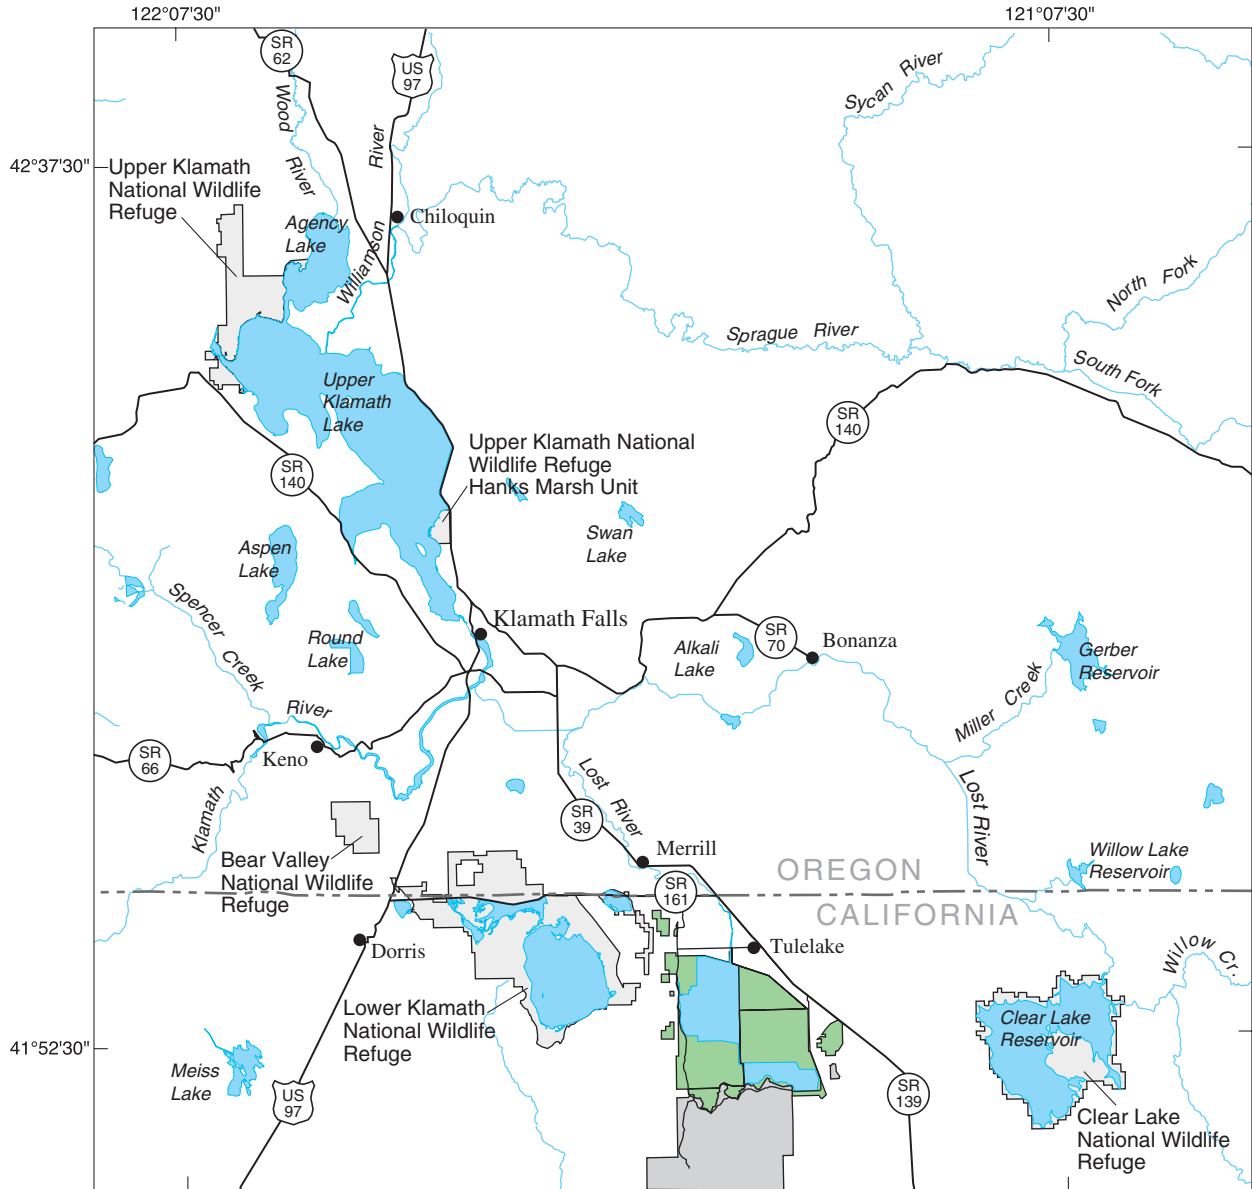 122°07'30"
121°07'30"
SR
62
US
97
Wood River
River
Sycan River
42°37'30"
Upper Klamath
National Wildlife
Refuge
Agency
Lake
Chiloquin
Williamson
North Fork
Sprague River
South Fork
Upper
Klamath
Lake
SR
140
Upper Klamath National
Wildlife Refuge
Hanks Marsh Unit
SR
140
Swan
Lake
Aspen
Lake
Spencer Creek
Klamath Falls
Round
Lake
Alkali
Lake
SR
70
Bonanza
Gerber
Reservoir
Miller Creek
River
Keno
SR
66
Klamath
Lost River
SR
39
Lost River
Merrill
Bear Valley
National Wildlife
Refuge
OREGON
SR
161
CALIFORNIA
Willow Lake
Reservoir
Dorris
Tulelake
Willow Cr.
Lower Klamath
National Wildlife
Refuge
Clear Lake
Reservoir
41°52'30"
Meiss
Lake
US
97
SR
139
Clear Lake
National Wildlife
Refuge